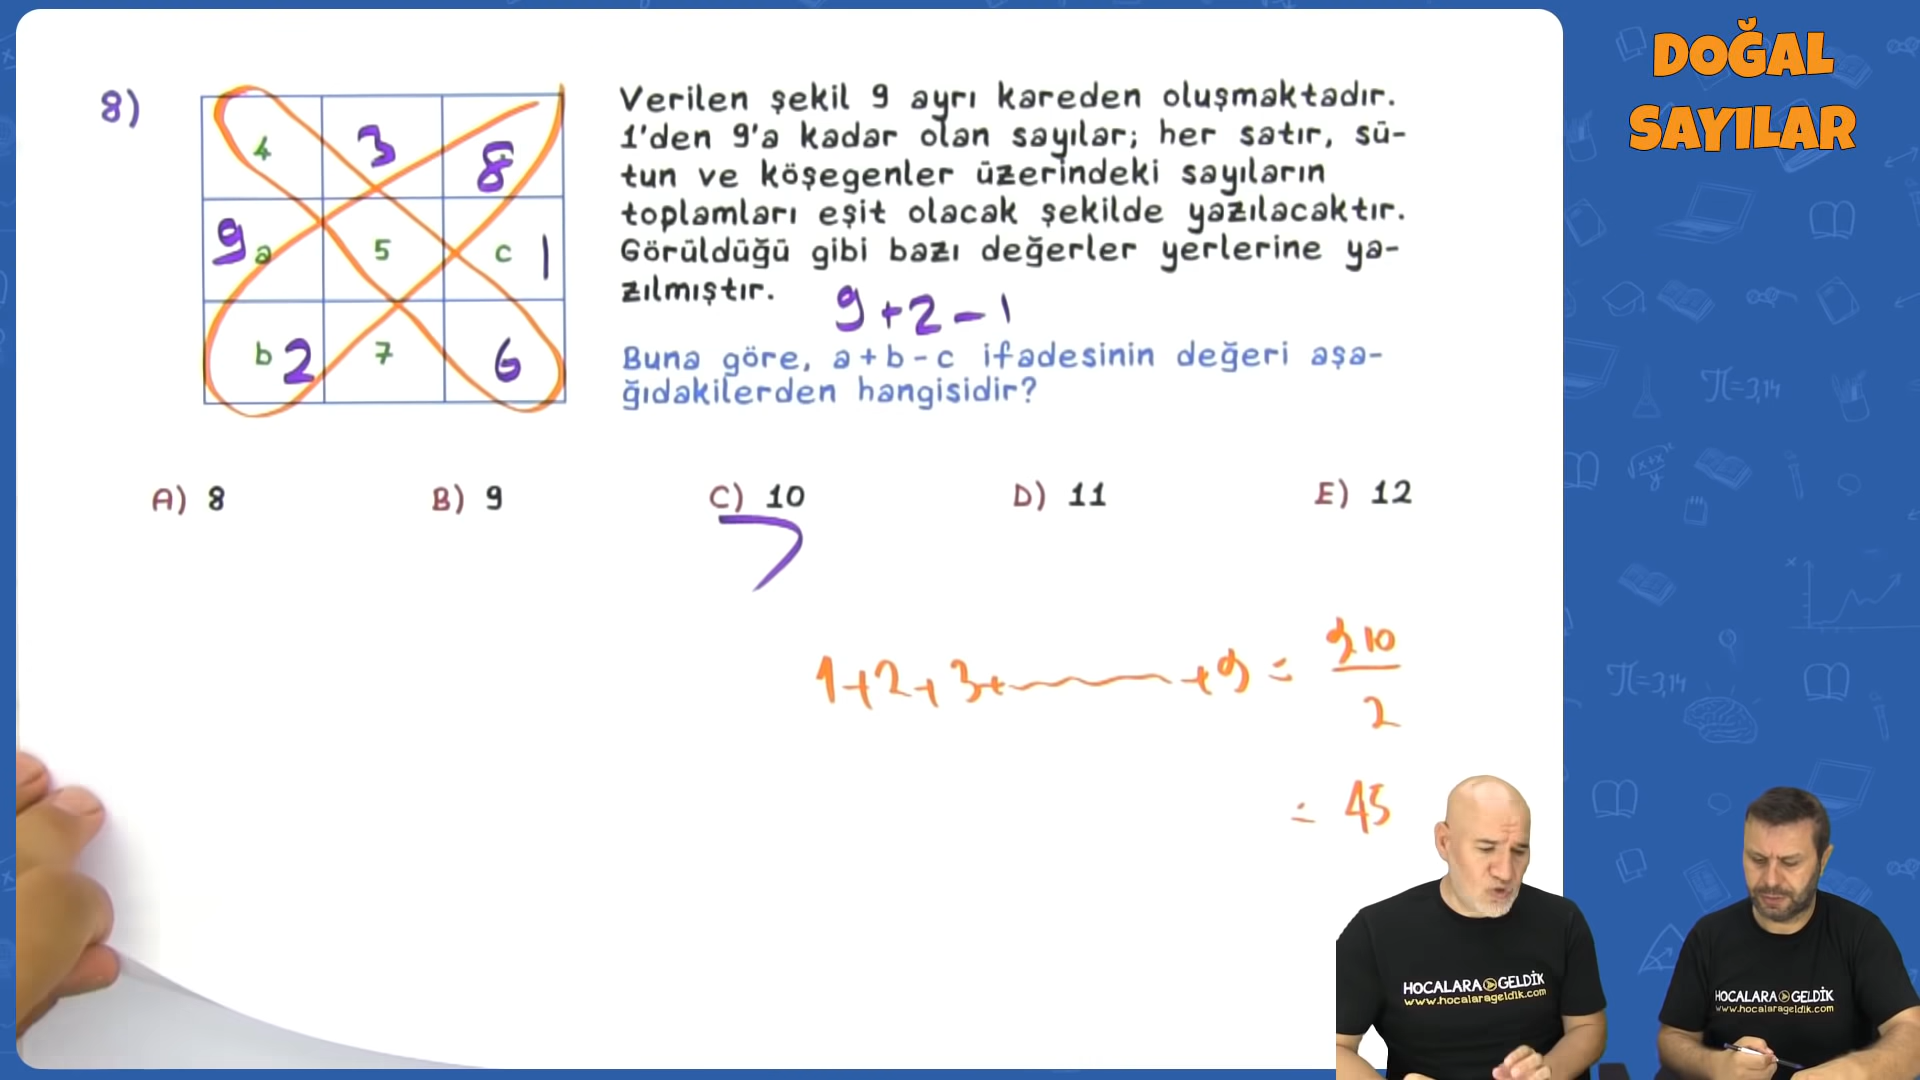 DOĞAL
SAYILAR
8)
4 3 8
9 a 5 c 1
b 2 7 6
Verilen şekil 9 ayrı kareden oluşmaktadır.
1'den 9'a kadar olan sayılar; her satır, sü-
tun ve köşegenler üzerindeki sayıların
toplamları eşit olacak şekilde yazılacaktır.
Görüldüğü gibi bazı değerler yerlerine ya-
zılmıştır.
9+2-1
Buna göre, a+b-c ifadesinin değeri aşa-
ğıdakilerden hangisidir?
A) 8 B) 9 C) 10 D) 11 E) 12
1+2+3+ +9 = 9 10
2
= 45
HOCALARA GELDİK
www.hocalarageldik.com
HOCALARA GELDİK
www.hocalarageldik.com
π=3,14
π=3,14